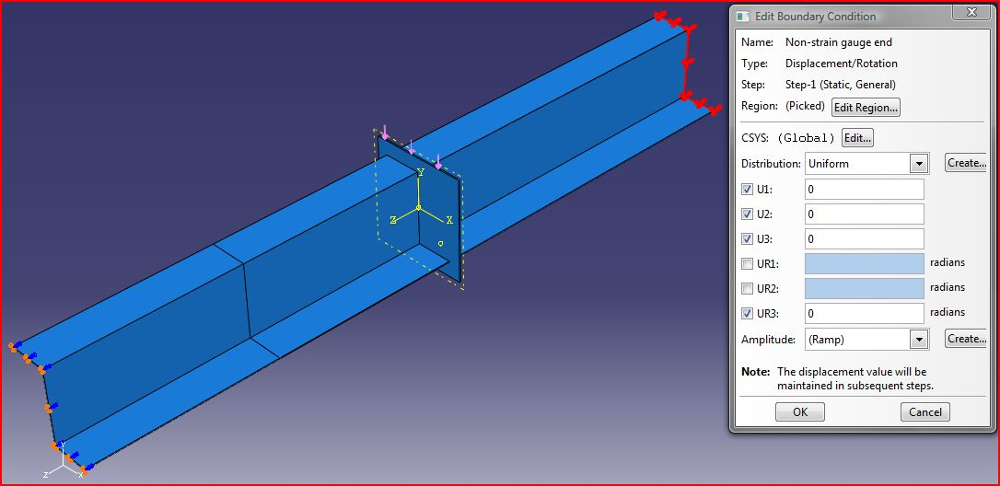 Edit Boundary Condition
Name: Non-strain gauge end
Type: Displacement/Rotation
Step: Step-1 (Static, General)
Region: (Picked) Edit Region...
CSYS: (Global) Edit...
Distribution: Uniform Create...
U1: 0
U2: 0
U3: 0
UR1: radians
UR2: radians
UR3: 0 radians
Amplitude: (Ramp) Create...
Note: The displacement value will be
maintained in subsequent steps.
OK Cancel
Y
Z X
Y
Z X